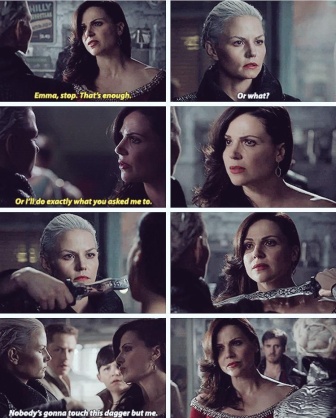 PHILLY
Emma, stop. That's enough.
Or what?
Or I'll do exactly what you asked me to.
Nobody's gonna touch this dagger but me.